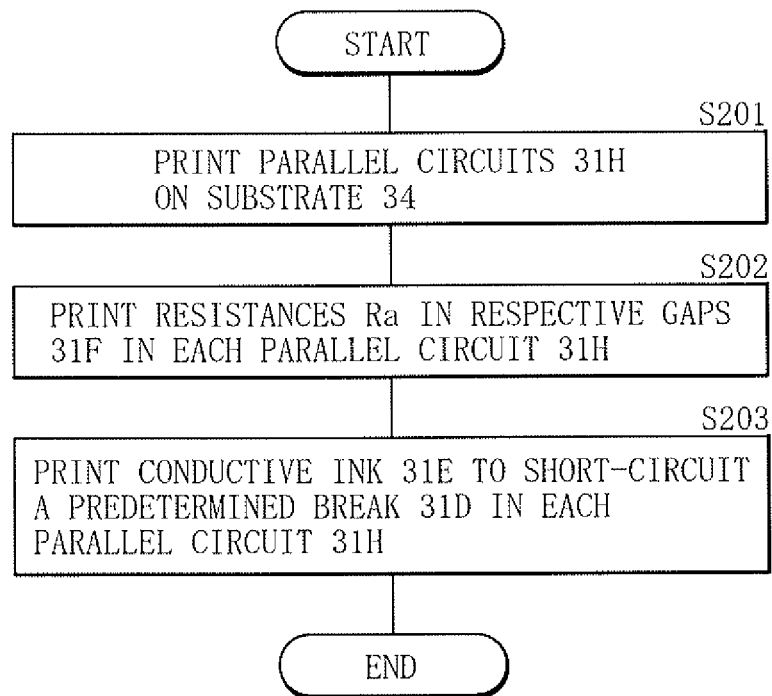 START
S201
PRINT PARALLEL CIRCUITS 31H
ON SUBSTRATE 34
S202
PRINT RESISTANCES Ra IN RESPECTIVE GAPS
31F IN EACH PARALLEL CIRCUIT 31H
S203
PRINT CONDUCTIVE INK 31E TO SHORT-CIRCUIT
A PREDETERMINED BREAK 31D IN EACH
PARALLEL CIRCUIT 31H
END